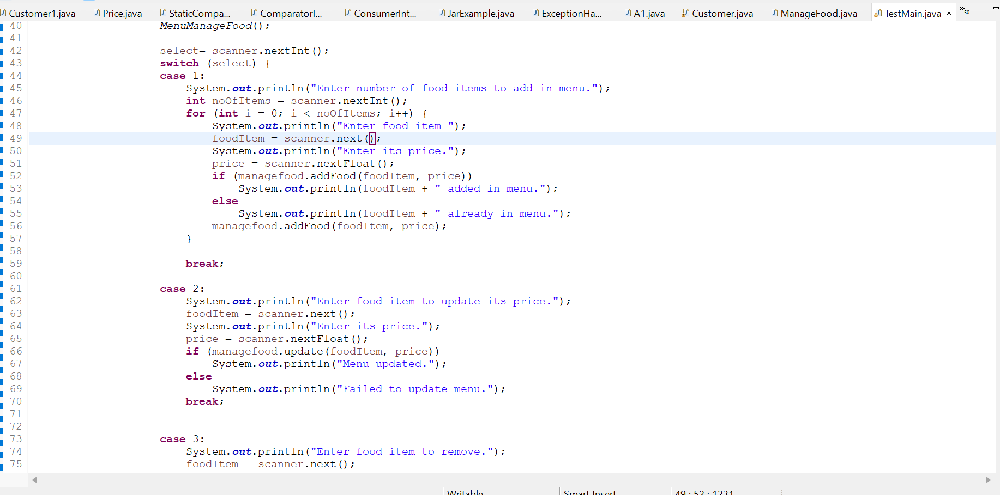 Customer1.java Price.java StaticCompa... ComparatorI... ConsumerInt... JarExample.java ExceptionHa... A1.java Customer.java ManageFood.java TestMain.java »50
40 MenuManageFood();
41
42 select= scanner.nextInt();
43 switch (select) {
44 case 1:
45 System.out.println("Enter number of food items to add in menu.");
46 int noOfItems = scanner.nextInt();
47 for (int i = 0; i < noOfItems; i++) {
48 System.out.println("Enter food item ");
49 foodItem = scanner.next();
50 System.out.println("Enter its price.");
51 price = scanner.nextFloat();
52 if (managefood.addFood(foodItem, price))
53 System.out.println(foodItem + " added in menu.");
54 else
55 System.out.println(foodItem + " already in menu.");
56 managefood.addFood(foodItem, price);
57 }
58
59 break;
60
61 case 2:
62 System.out.println("Enter food item to update its price.");
63 foodItem = scanner.next();
64 System.out.println("Enter its price.");
65 price = scanner.nextFloat();
66 if (managefood.update(foodItem, price))
67 System.out.println("Menu updated.");
68 else
69 System.out.println("Failed to update menu.");
70 break;
71
72
73 case 3:
74 System.out.println("Enter food item to remove.");
75 foodItem = scanner.next();
Writable Smart Insert 49 : 52 : 1231